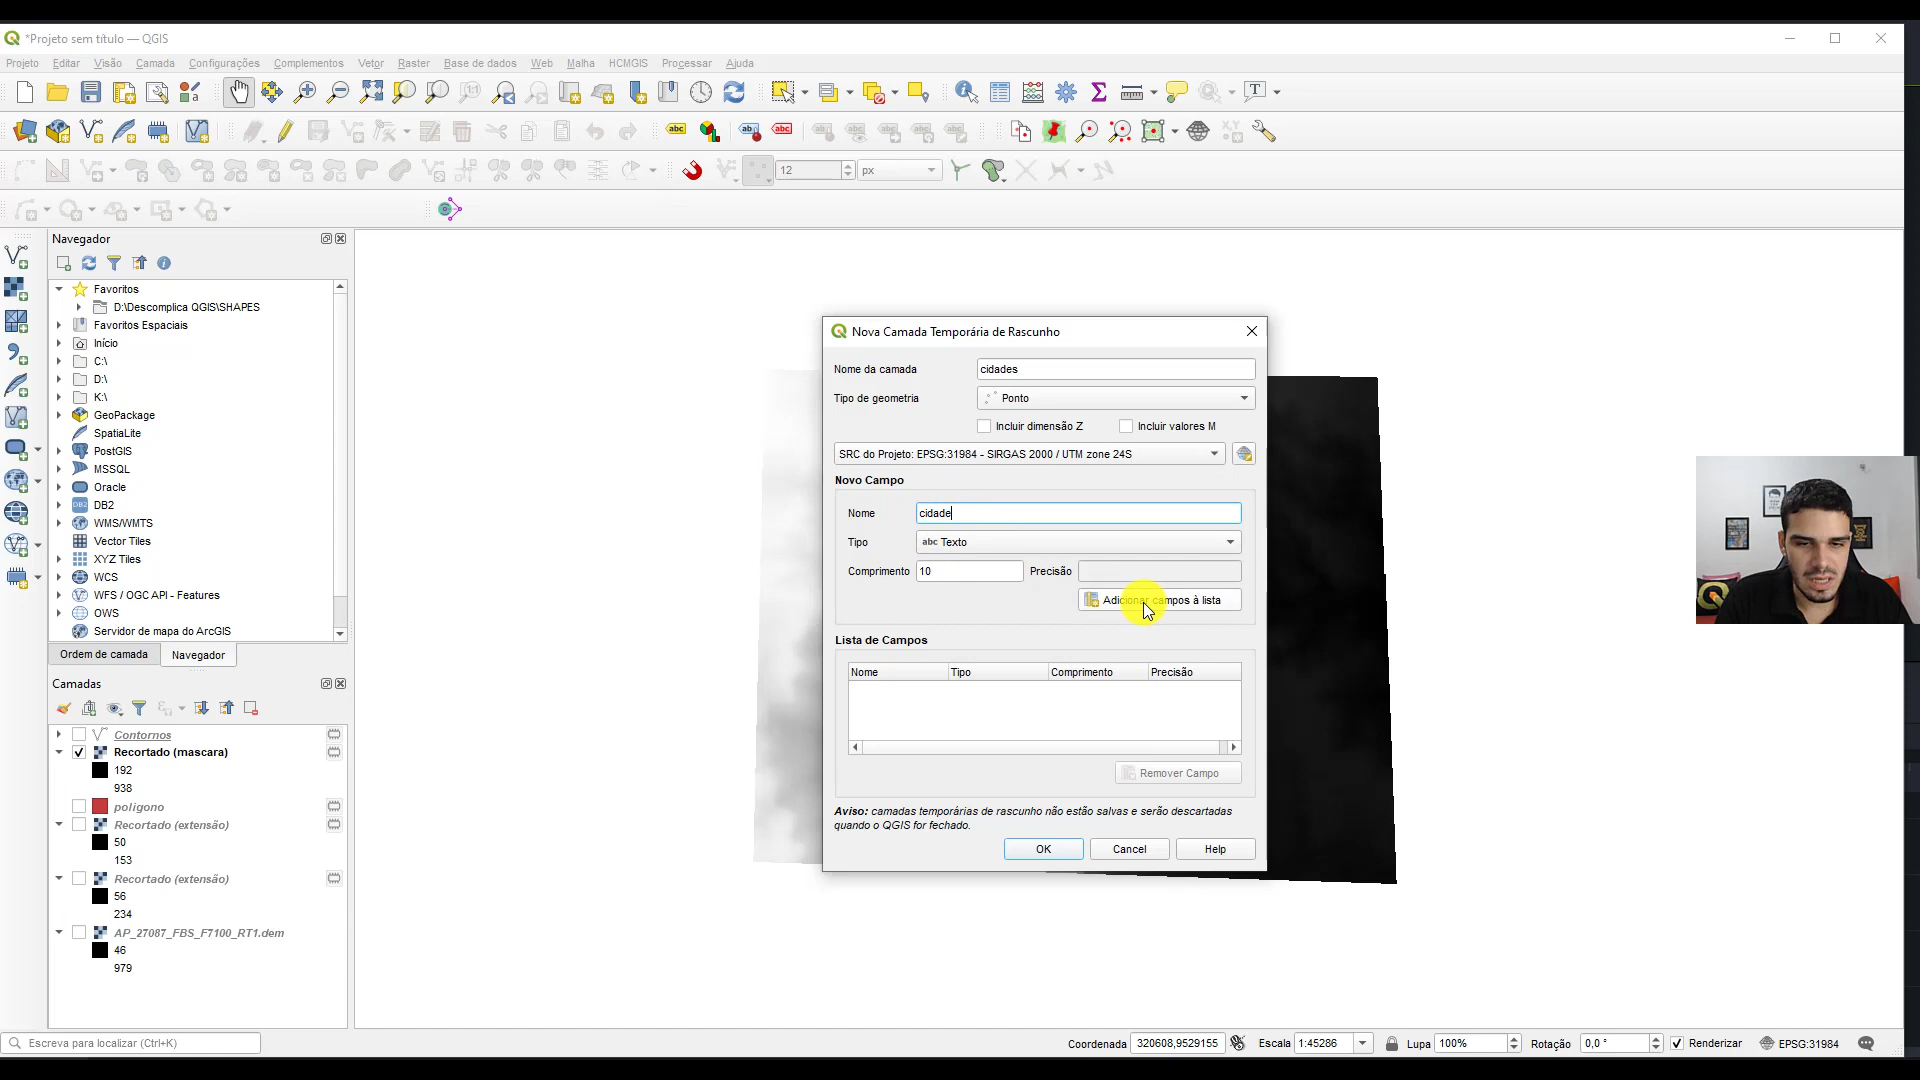 *Projeto sem título — QGIS
Projeto Editar Visão Camada Configurações Complementos Vetor Raster Base de dados Web Malha HCMGIS Processar Ajuda
abc abc
12 px
Navegador
Favoritos
D:\Descomplica QGIS\SHAPES
Favoritos Espaciais
Início
C:\
D:\
K:\
GeoPackage
SpatiaLite
PostGIS
MSSQL
Oracle
DB2
WMS/WMTS
Vector Tiles
XYZ Tiles
WCS
WFS / OGC API - Features
OWS
Servidor de mapa do ArcGIS
Ordem de camada Navegador
Camadas
Contornos
Recortado (mascara)
192
938
poligono
Recortado (extensão)
50
153
Recortado (extensão)
56
234
AP_27087_FBS_F7100_RT1.dem
46
979
Nova Camada Temporária de Rascunho
Nome da camada cidades
Tipo de geometria Ponto
Incluir dimensão Z Incluir valores M
SRC do Projeto: EPSG:31984 - SIRGAS 2000 / UTM zone 24S
Novo Campo
Nome cidade
Tipo abc Texto
Comprimento 10 Precisão
Adicionar campos à lista
Lista de Campos
Nome Tipo Comprimento Precisão
Remover Campo
Aviso: camadas temporárias de rascunho não estão salvas e serão descartadas
quando o QGIS for fechado.
OK Cancel Help
Escreva para localizar (Ctrl+K) Coordenada 320608,9529155 Escala 1:45286 Lupa 100% Rotação 0,0 ° Renderizar EPSG:31984